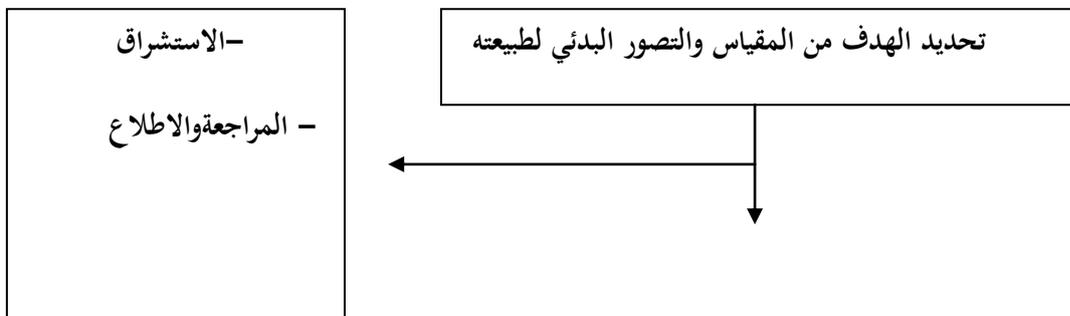 تحديد الهدف من المقياس والتصور البدئي لطبيعته
–الاستشراق
– المراجعةوالاطلاع